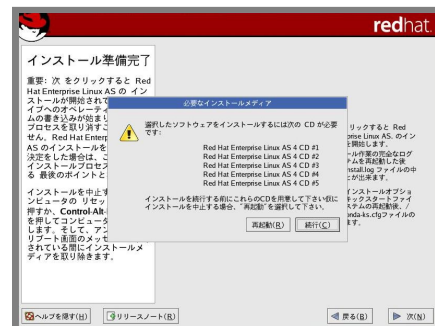 redhat.
インストール準備完了
重要: 次 をクリックすると Red
Hat Enterprise Linux AS の イン
ストールが開始されて
イブへのオペレーティ
ムの書き込みが始まり
プロセスを取り消すこ
せん。Red Hat Enterp
AS のインストールを
決定をした場合は、こ
インストールプロセス
る 最後のポイントと
インストールを中止す
ンピュータの リセッ
押すか、Control-Alt-
を押してコンピュータ
します。そして、アン
リブート画面のメッセ
されている間にインストールメ
ディアを取り除きます。
必要なインストールメディア
選択したソフトウェアをインストールするには次の CD が必要
です:
Red Hat Enterprise Linux AS 4 CD #1
Red Hat Enterprise Linux AS 4 CD #2
Red Hat Enterprise Linux AS 4 CD #3
Red Hat Enterprise Linux AS 4 CD #4
Red Hat Enterprise Linux AS 4 CD #5
インストールを続行する前にこれらのCDを用意して下さい仮に
インストールを中止する場合、"再起動"を選択して下さい。
再起動(R)
続行(C)
リックすると Red
prise Linux AS. のイン
を開始します。
ール作業の完全なログ
テムを再起動した後
nstall.log ファイルの中
とが出来ます。
インストールオプショ
キックスタートファイ
ステムの再起動後、/
onda-ks.cfgファイルの
ます。
ヘルプを隠す(H)
リリースノート(R)
戻る(B)
次(N)